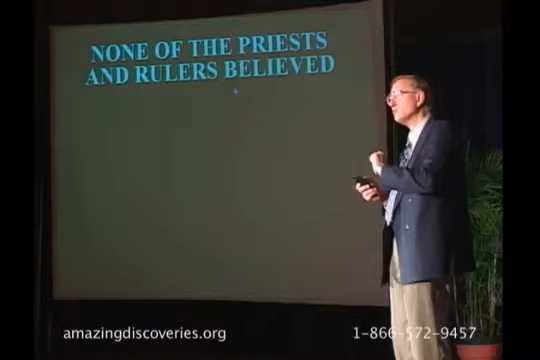 NONE OF THE PRIESTS
AND RULERS BELIEVED
amazingdiscoveries.org
1-866-572-9457